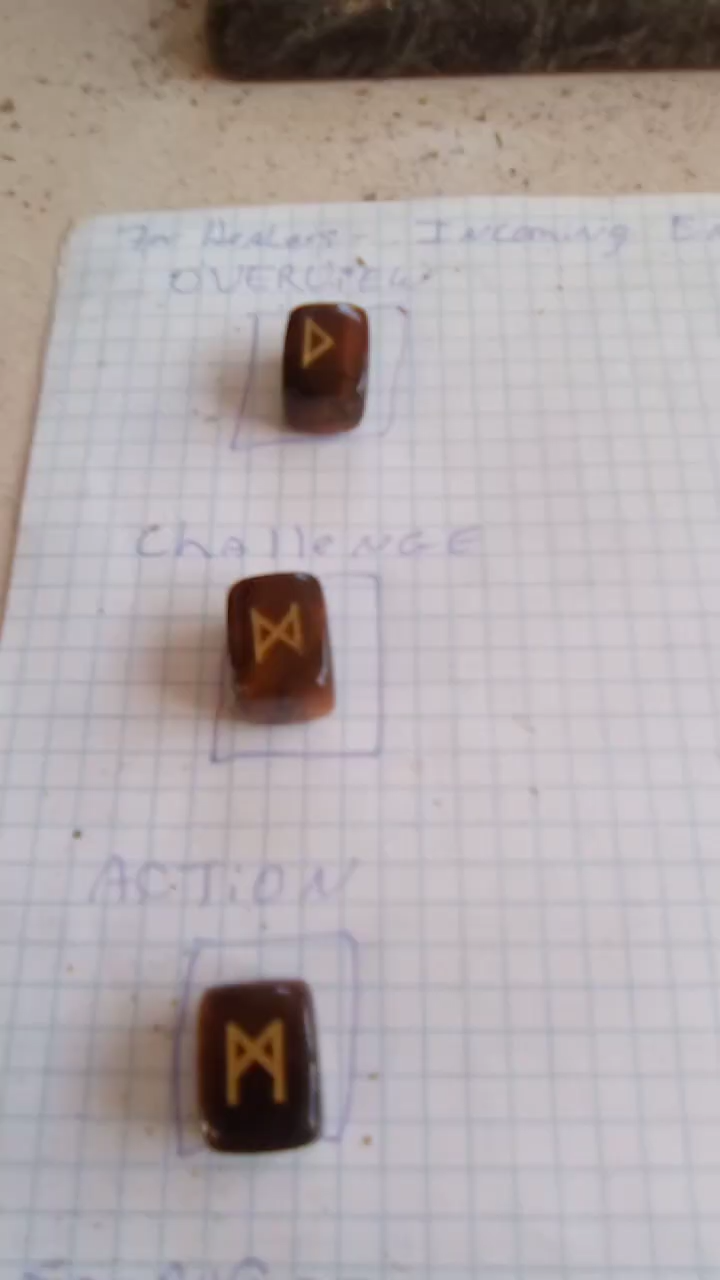 For Healers - Incoming
OVERVIEW
ᚹ
ChalleNGE
ᛞ
ACTiON
ᛗ